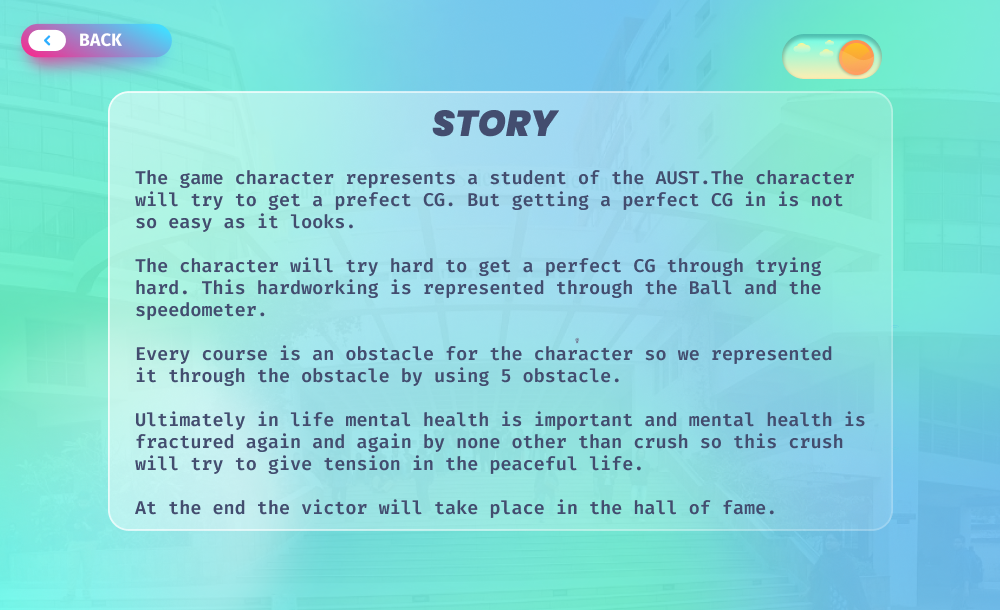 BACK
STORY
The game character represents a student of the AUST.The character
will try to get a prefect CG. But getting a perfect CG in is not
so easy as it looks.
The character will try hard to get a perfect CG through trying
hard. This hardworking is represented through the Ball and the
speedometer.
Every course is an obstacle for the character so we represented
it through the obstacle by using 5 obstacle.
Ultimately in life mental health is important and mental health is
fractured again and again by none other than crush so this crush
will try to give tension in the peaceful life.
At the end the victor will take place in the hall of fame.